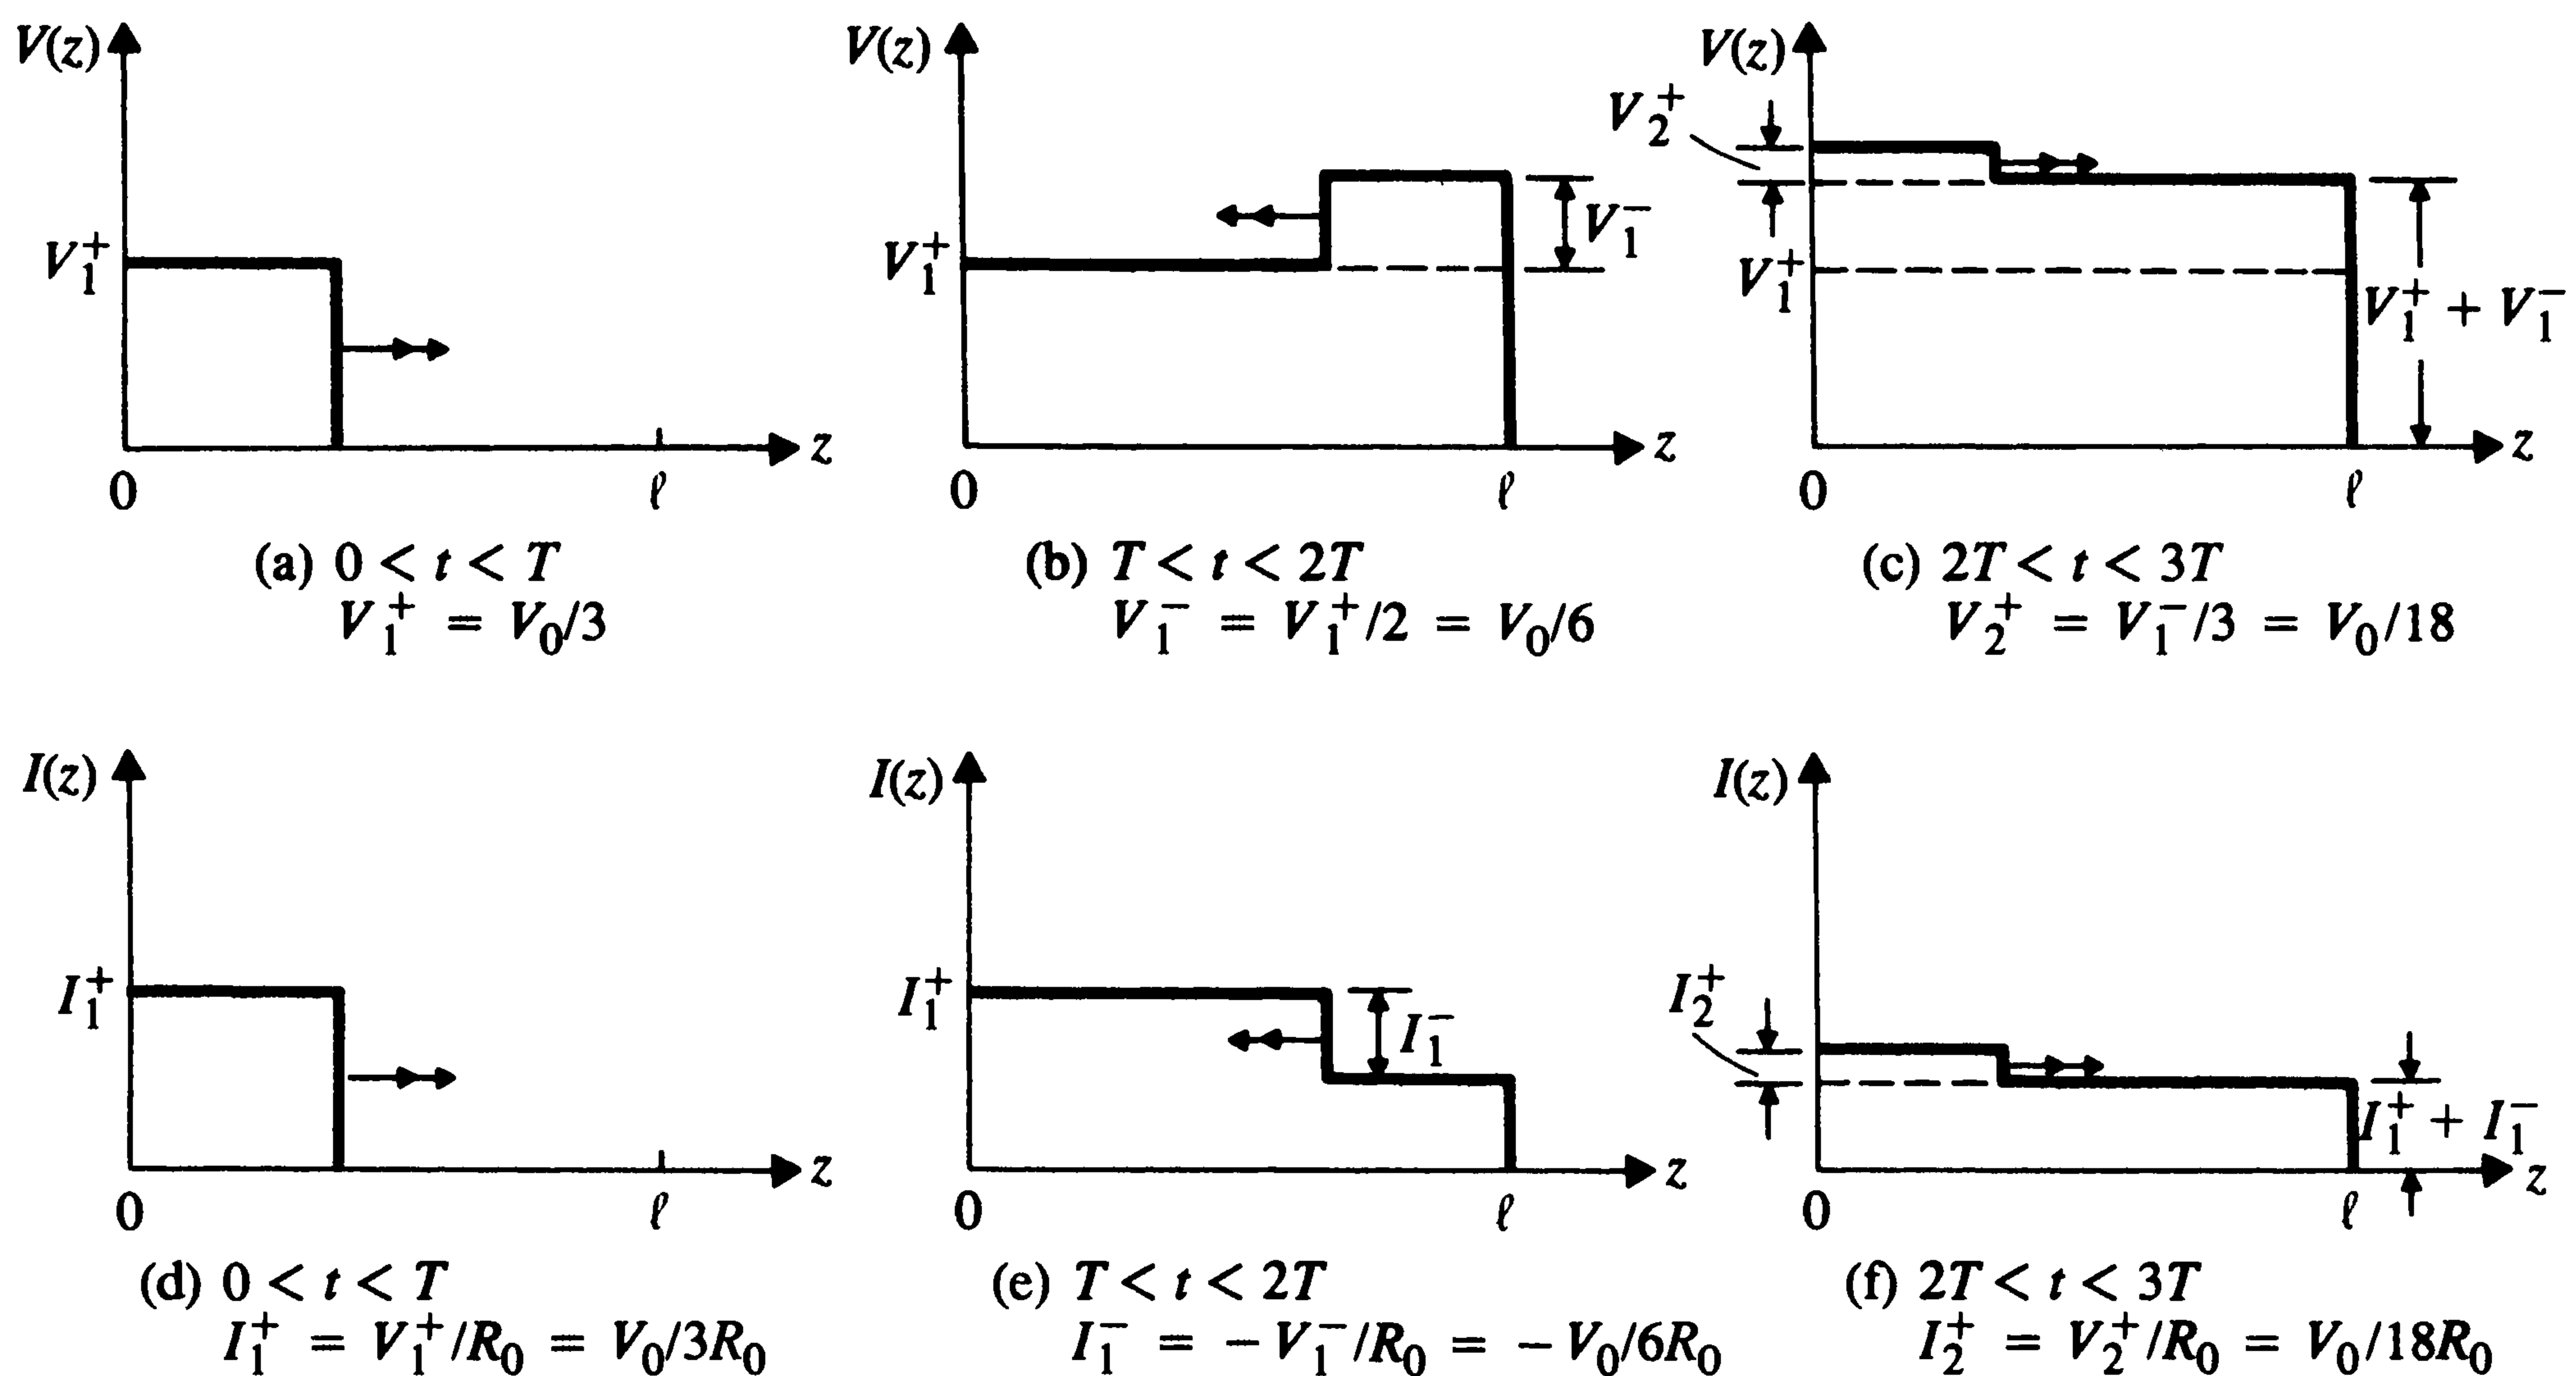 V(z)
V₁⁺
0
ℓ
z
(a) 0 < t < T
V₁⁺ = V₀/3
V(z)
V₁⁺
V₁⁻
0
ℓ
z
(b) T < t < 2T
V₁⁻ = V₁⁺/2 = V₀/6
V(z)
V₂⁺
V₁⁺
V₁⁺ + V₁⁻
0
ℓ
z
(c) 2T < t < 3T
V₂⁺ = V₁⁻/3 = V₀/18
I(z)
I₁⁺
0
ℓ
z
(d) 0 < t < T
I₁⁺ = V₁⁺/R₀ = V₀/3R₀
I(z)
I₁⁺
I₁⁻
0
ℓ
z
(e) T < t < 2T
I₁⁻ = − V₁⁻/R₀ = − V₀/6R₀
I(z)
I₂⁺
I₁⁺ + I₁⁻
0
ℓ
z
(f) 2T < t < 3T
I₂⁺ = V₂⁺/R₀ = V₀/18R₀